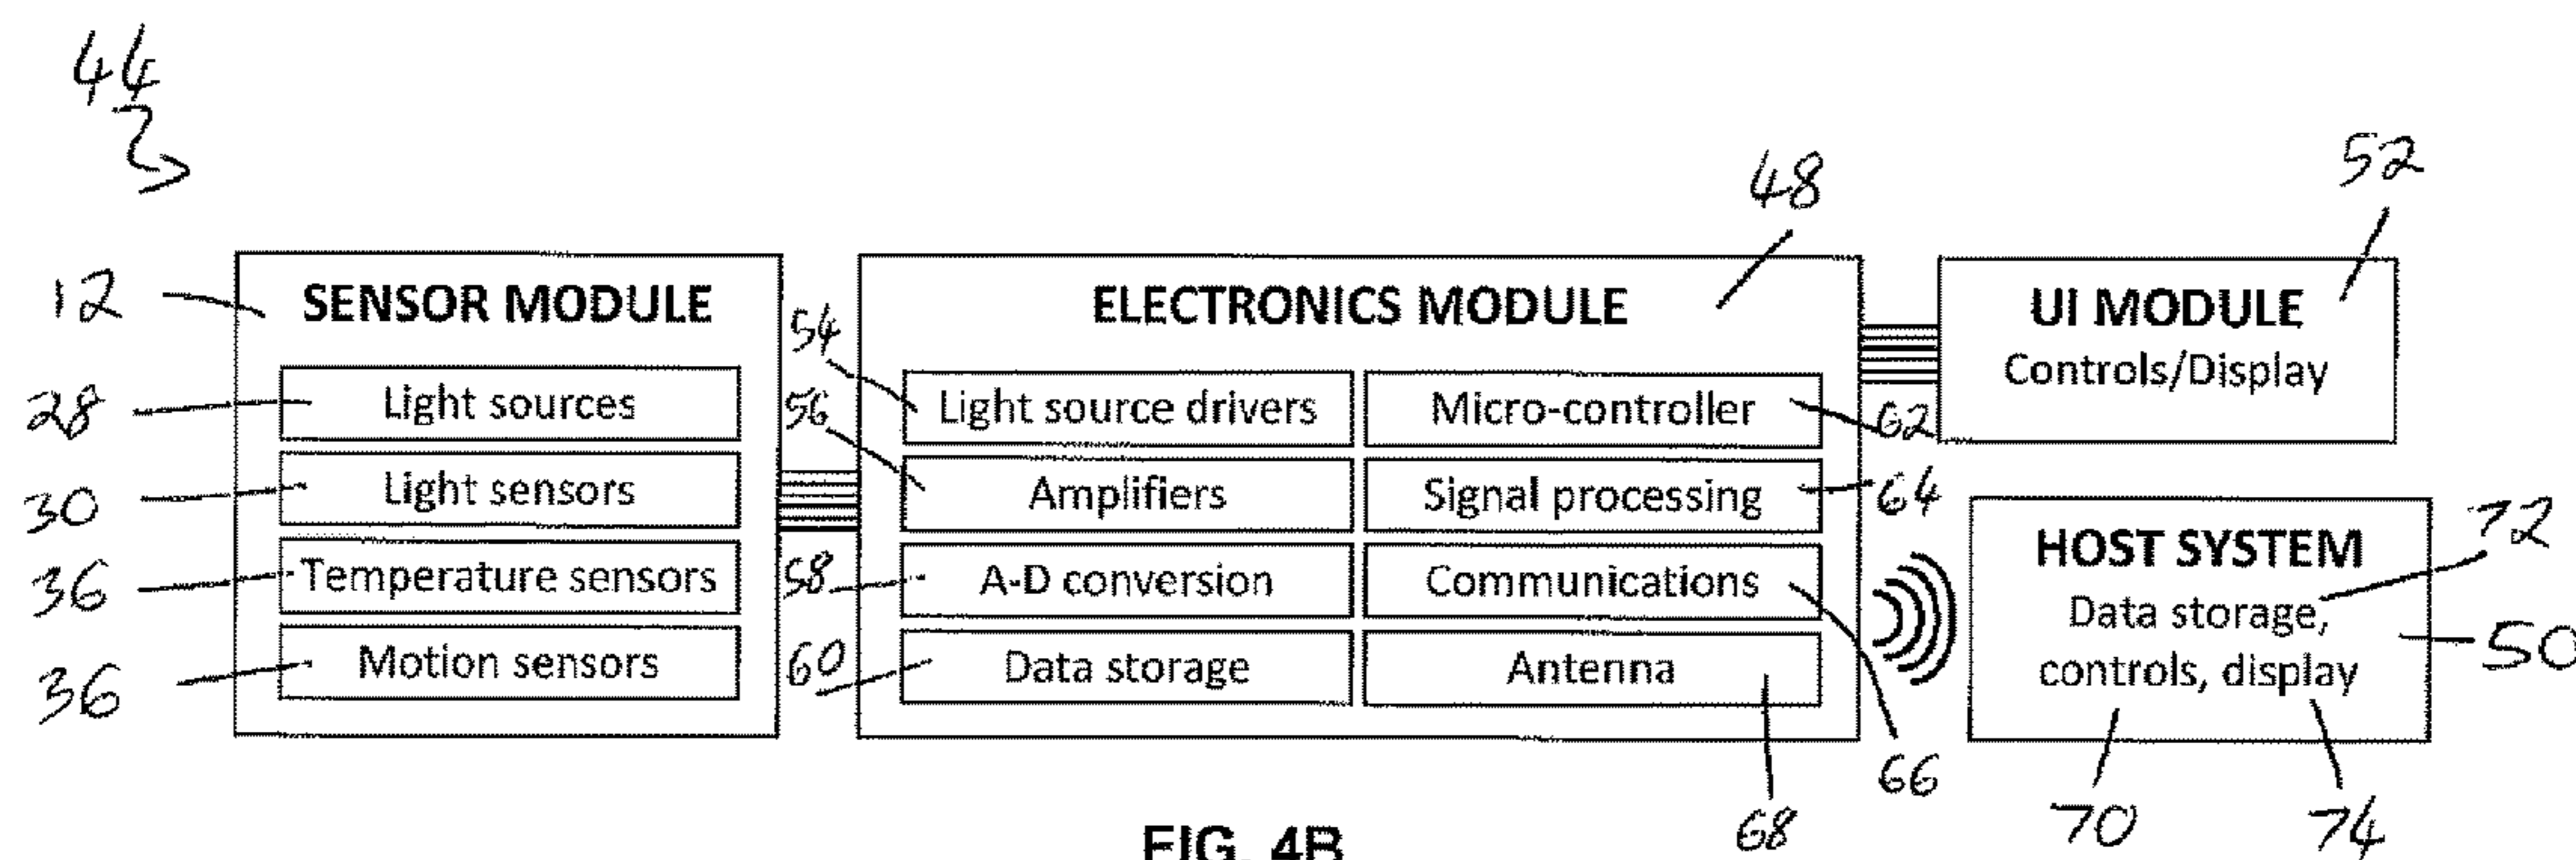 44
48
52
12
SENSOR MODULE
28
Light sources
30
Light sensors
36
Temperature sensors
36
Motion sensors
ELECTRONICS MODULE
54
Light source drivers
Micro-controller
62
56
Amplifiers
Signal processing
64
58
A-D conversion
Communications
66
60
Data storage
Antenna
68
UI MODULE
Controls/Display
HOST SYSTEM
72
Data storage,
controls, display
50
70
74
FIG. 4B